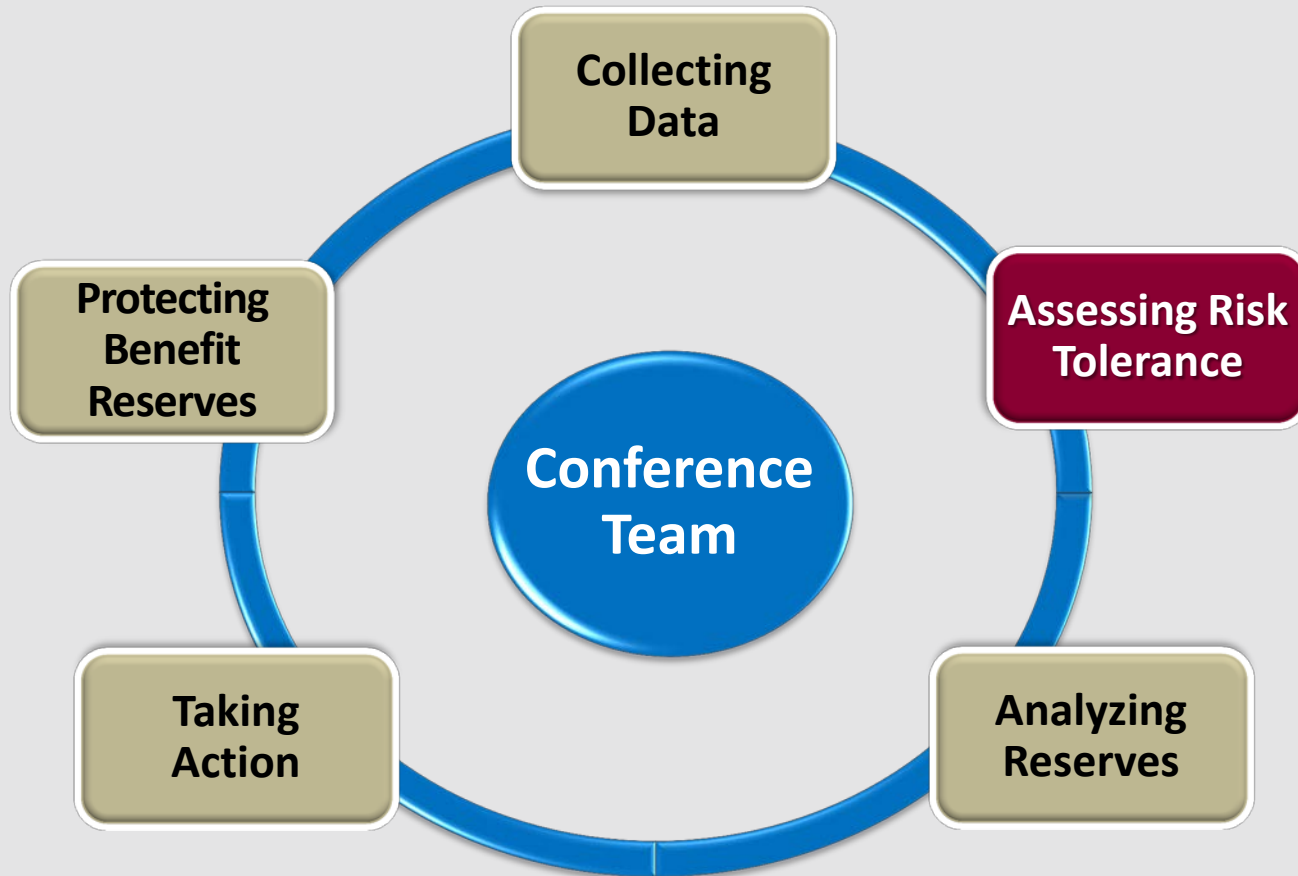 Collecting
Data
Assessing Risk
Tolerance
Protecting
Benefit
Reserves
Conference
Team
Taking
Action
Analyzing
Reserves